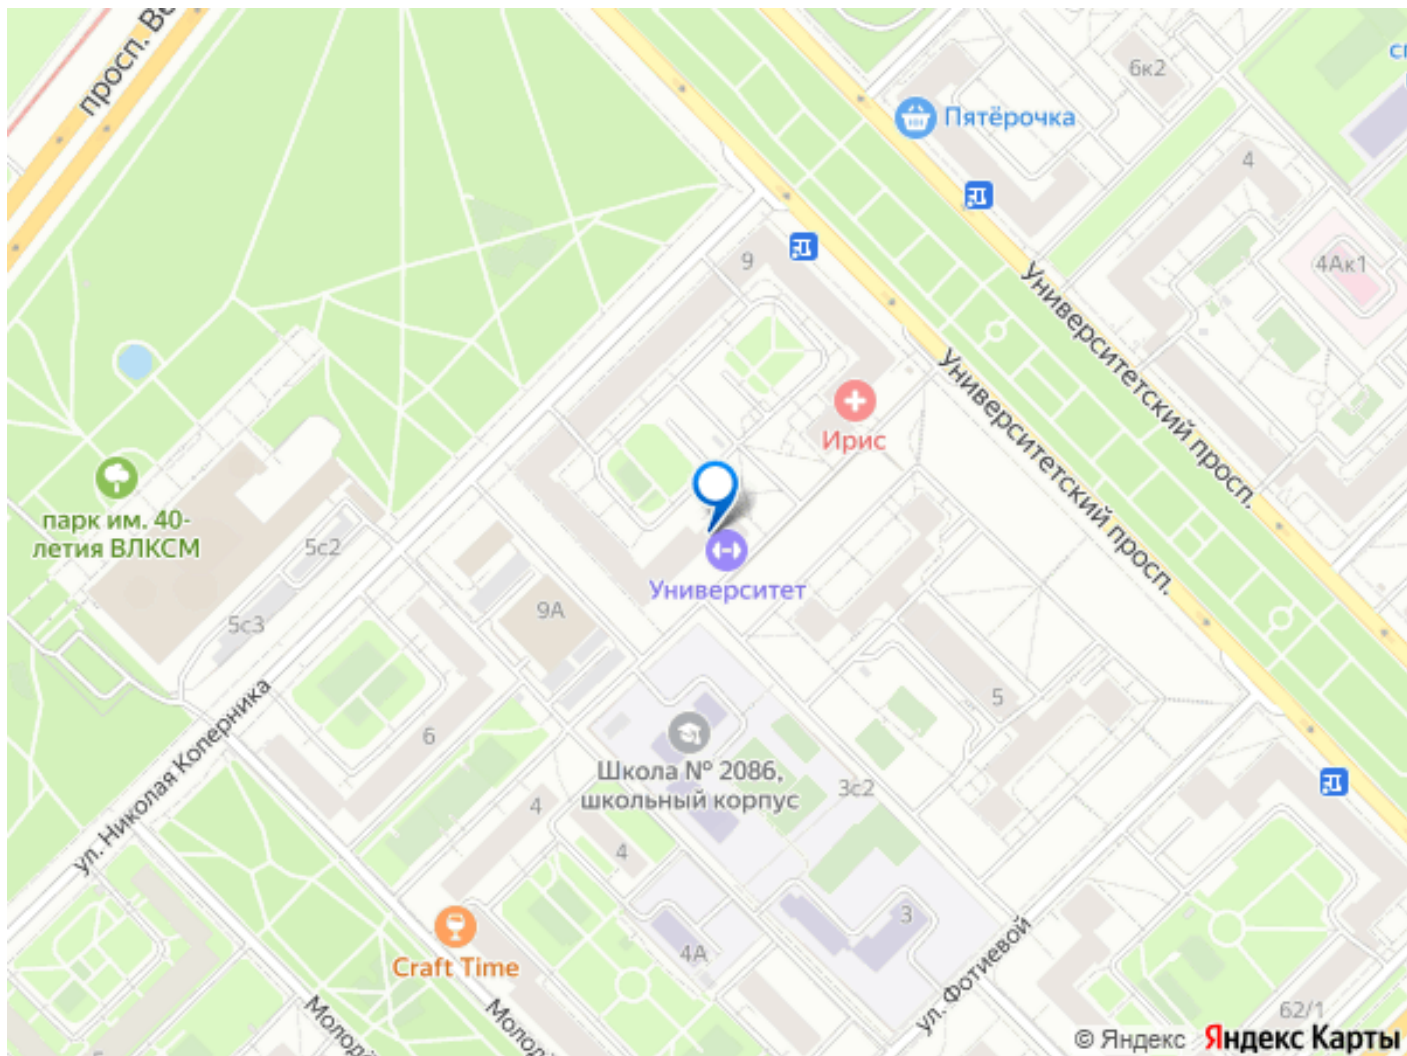 просп. Ве
6к2
Пятёрочка
4
9
4Ак1
Университетский просп.
Университетский просп.
Ирис
парк им. 40-
летия ВЛКСМ
5с2
Университет
9А
5с3
5
ул. Николая Коперника
6
Школа № 2086,
школьный корпус
3с2
4
4
3
Craft Time
4А
ул. Фотиевой
Молодё
Молодё
62/1
© Яндекс Яндекс Карты